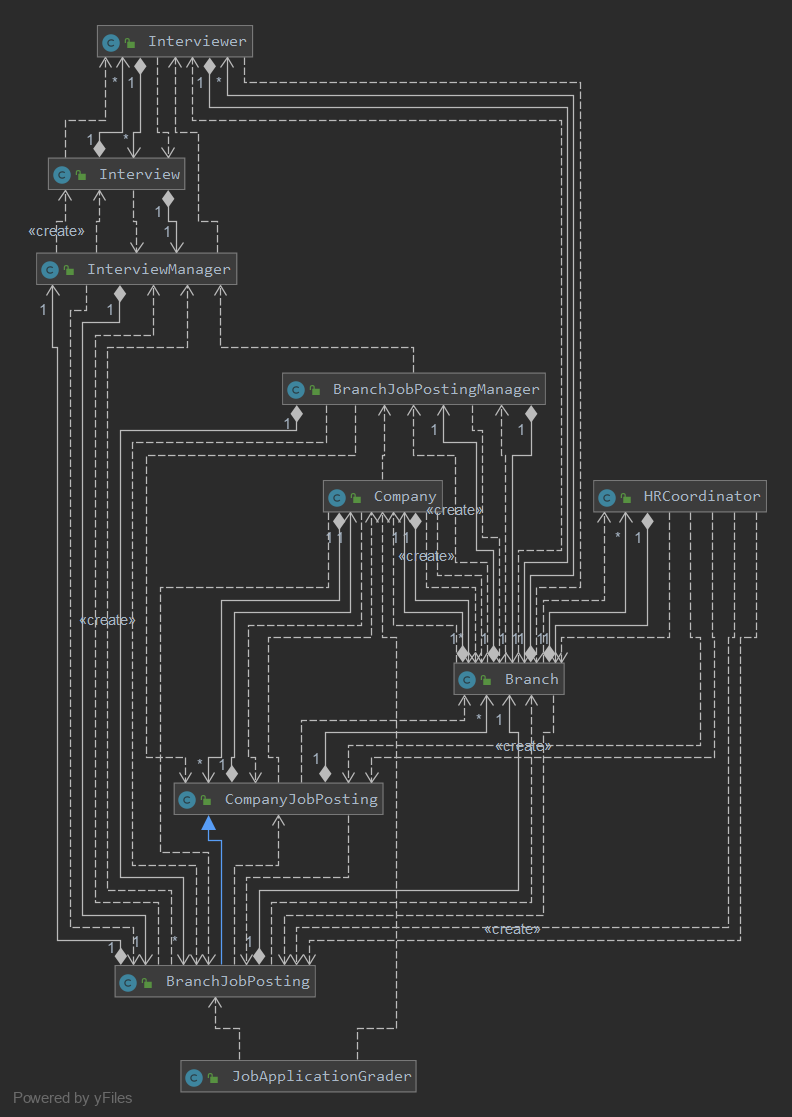 Interviewer
* 1 1 *
1 *
Interview
1
«create» 1
InterviewManager
1 1
BranchJobPostingManager
1 1 1
Company
HRCoordinator
«create»
1 1 1 1 * 1
«create»
«create»
1 * 1 1 1 1 1
Branch
* 1
«create»
1
* 1
CompanyJobPosting
«create»
1 1 * 1
BranchJobPosting
JobApplicationGrader
Powered by yFiles